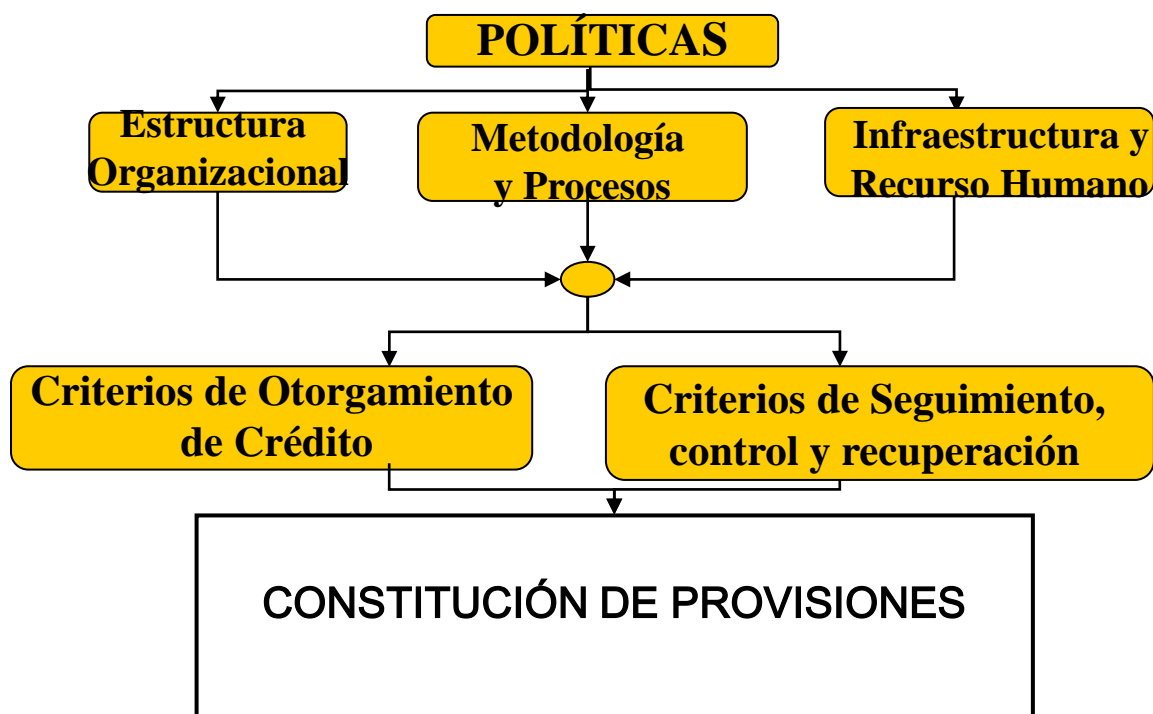 POLÍTICAS
Estructura
Organizacional
Metodología
y Procesos
Infraestructura y
Recurso Humano
Criterios de Otorgamiento
de Crédito
Criterios de Seguimiento,
control y recuperación
CONSTITUCIÓN DE PROVISIONES